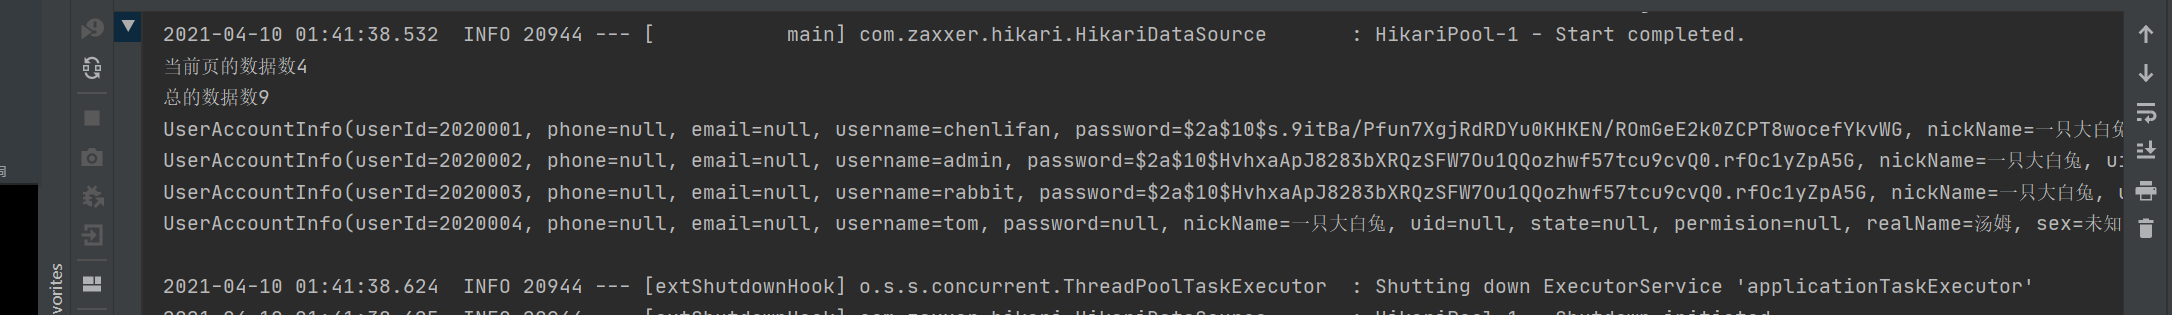 2021-04-10 01:41:38.532  INFO 20944 --- [           main] com.zaxxer.hikari.HikariDataSource       : HikariPool-1 - Start completed.
当前页的数据数4
总的数据数9
UserAccountInfo(userId=2020001, phone=null, email=null, username=chenlifan, password=$2a$10$s.9itBa/Pfun7XgjRdRDYu0KHKEN/ROmGeE2k0ZCPT8wocefYkvWG, nickName=一只大白兔
UserAccountInfo(userId=2020002, phone=null, email=null, username=admin, password=$2a$10$HvhxaApJ8283bXRQzSFW7Ou1QQozhwf57tcu9cvQ0.rfOc1yZpA5G, nickName=一只大白兔, u
UserAccountInfo(userId=2020003, phone=null, email=null, username=rabbit, password=$2a$10$HvhxaApJ8283bXRQzSFW7Ou1QQozhwf57tcu9cvQ0.rfOc1yZpA5G, nickName=一只大白兔,
UserAccountInfo(userId=2020004, phone=null, email=null, username=tom, password=null, nickName=一只大白兔, uid=null, state=null, permision=null, realName=汤姆, sex=未知
2021-04-10 01:41:38.624  INFO 20944 --- [extShutdownHook] o.s.s.concurrent.ThreadPoolTaskExecutor  : Shutting down ExecutorService 'applicationTaskExecutor'
vorites